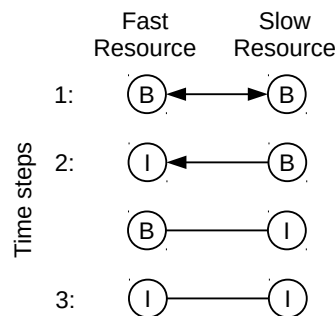 Fast Slow
Resource Resource
1: B B
2: I B
B I
3: I I
Time steps